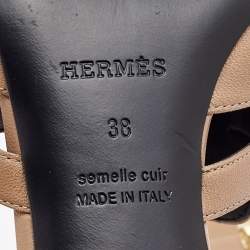 HERMÈS
38
semelle cuir
MADE IN ITALY